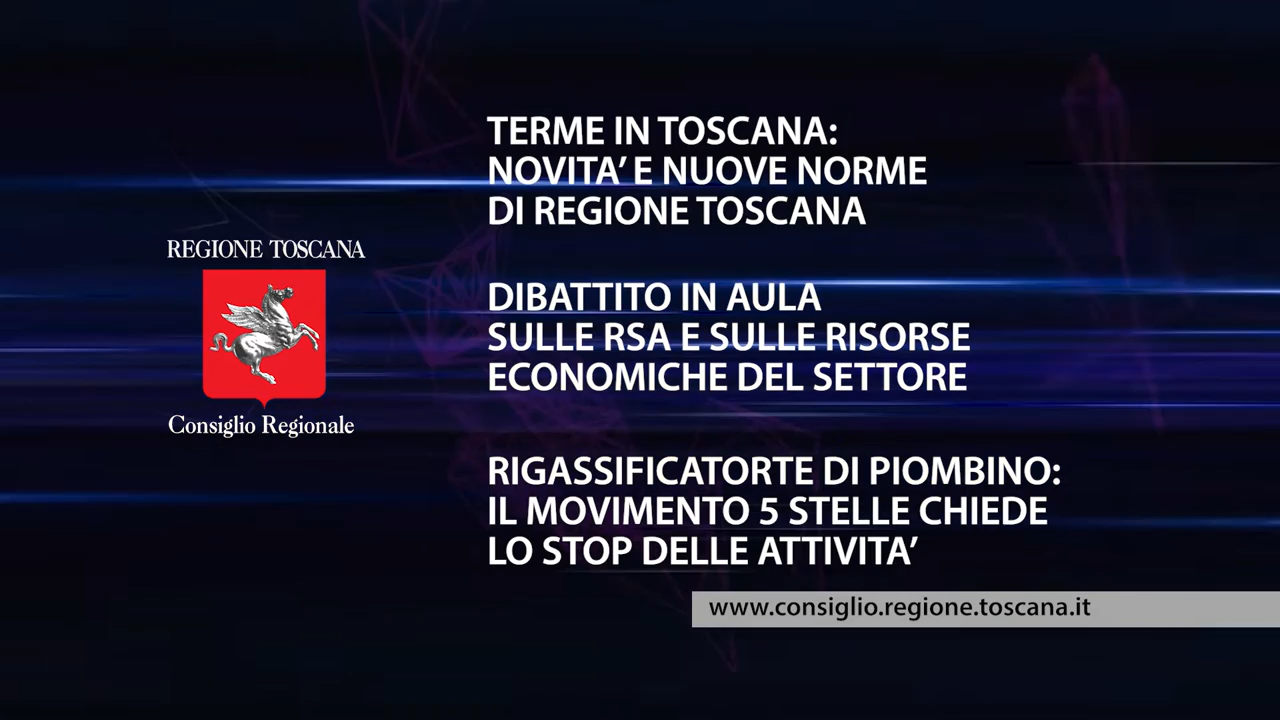 TERME IN TOSCANA:
NOVITA' E NUOVE NORME
DI REGIONE TOSCANA
REGIONE TOSCANA
Consiglio Regionale
DIBATTITO IN AULA
SULLE RSA E SULLE RISORSE
ECONOMICHE DEL SETTORE
RIGASSIFICATORTE DI PIOMBINO:
IL MOVIMENTO 5 STELLE CHIEDE
LO STOP DELLE ATTIVITA'
www.consiglio.regione.toscana.it